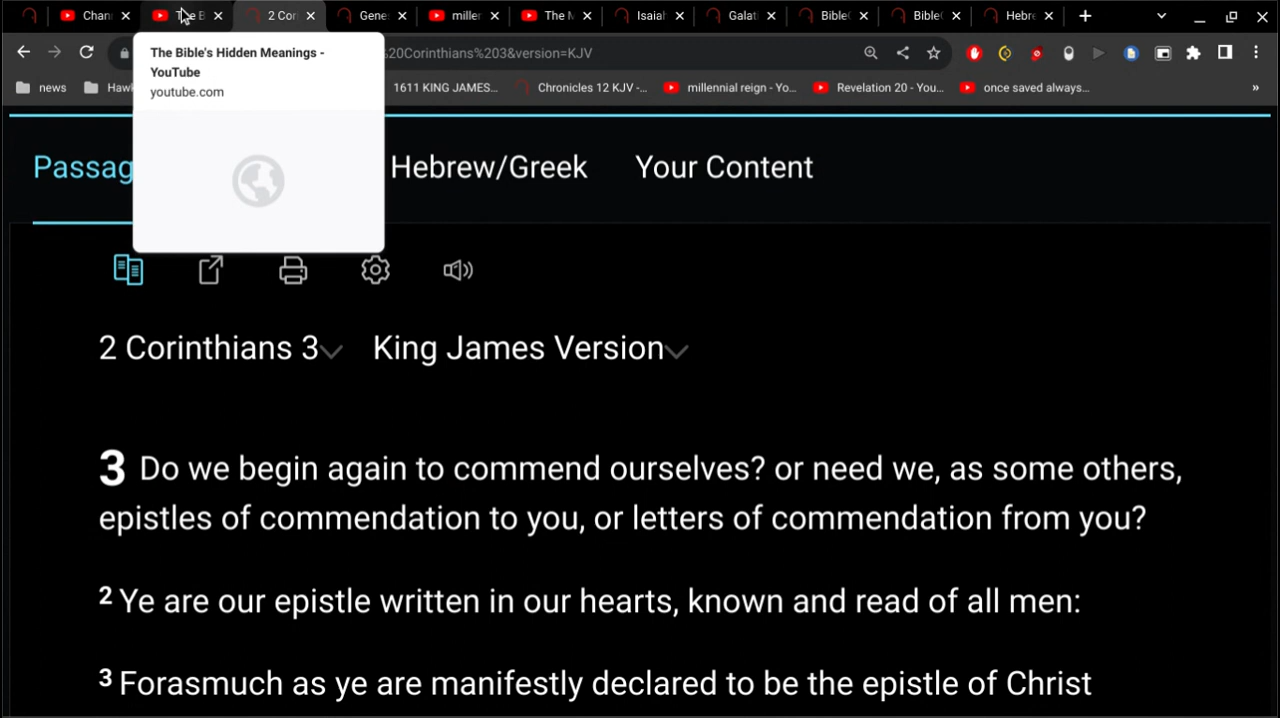 Chan
The B
2 Cor
Gene
miller
The M
Isaiah
Galat
Bible
Bible
Hebre
The Bible's Hidden Meanings -
YouTube
youtube.com
%20Corinthians%203&version=KJV
news
Hawk
1611 KING JAMES...
Chronicles 12 KJV -...
millennial reign - Yo...
Revelation 20 - You...
once saved always...
»
Passag
Hebrew/Greek
Your Content
2 Corinthians 3
King James Version
3 Do we begin again to commend ourselves? or need we, as some others,
epistles of commendation to you, or letters of commendation from you?
2 Ye are our epistle written in our hearts, known and read of all men:
3 Forasmuch as ye are manifestly declared to be the epistle of Christ